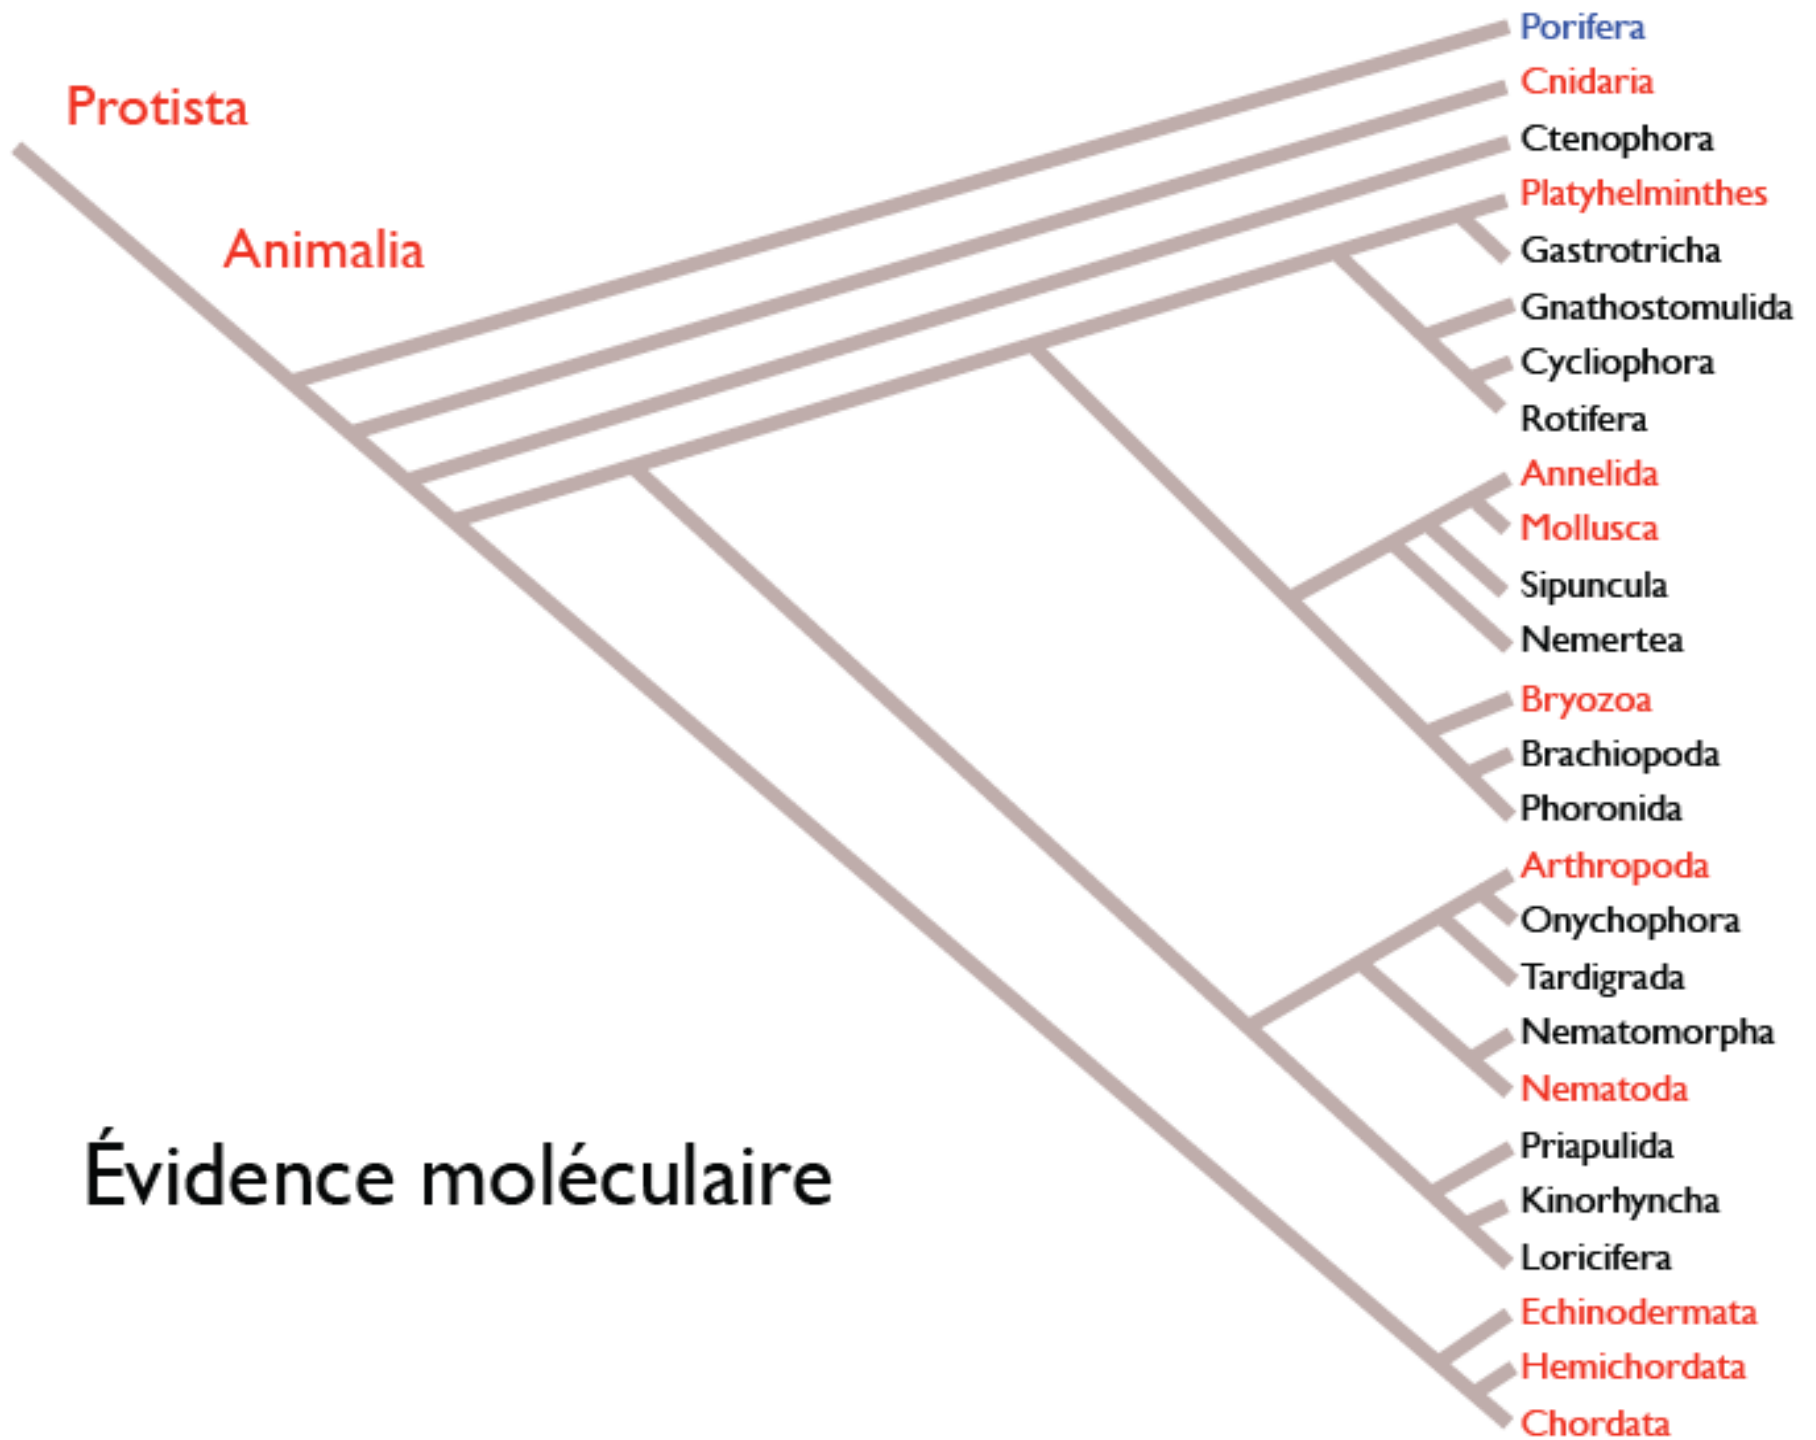 Protista
Animalia
Porifera
Cnidaria
Ctenophora
Platyhelminthes
Gastrotricha
Gnathostomulida
Cycliophora
Rotifera
Annelida
Mollusca
Sipuncula
Nemertea
Bryozoa
Brachiopoda
Phoronida
Arthropoda
Onychophora
Tardigrada
Nematomorpha
Nematoda
Priapulida
Kinorhyncha
Loricifera
Echinodermata
Hemichordata
Chordata
Évidence moléculaire